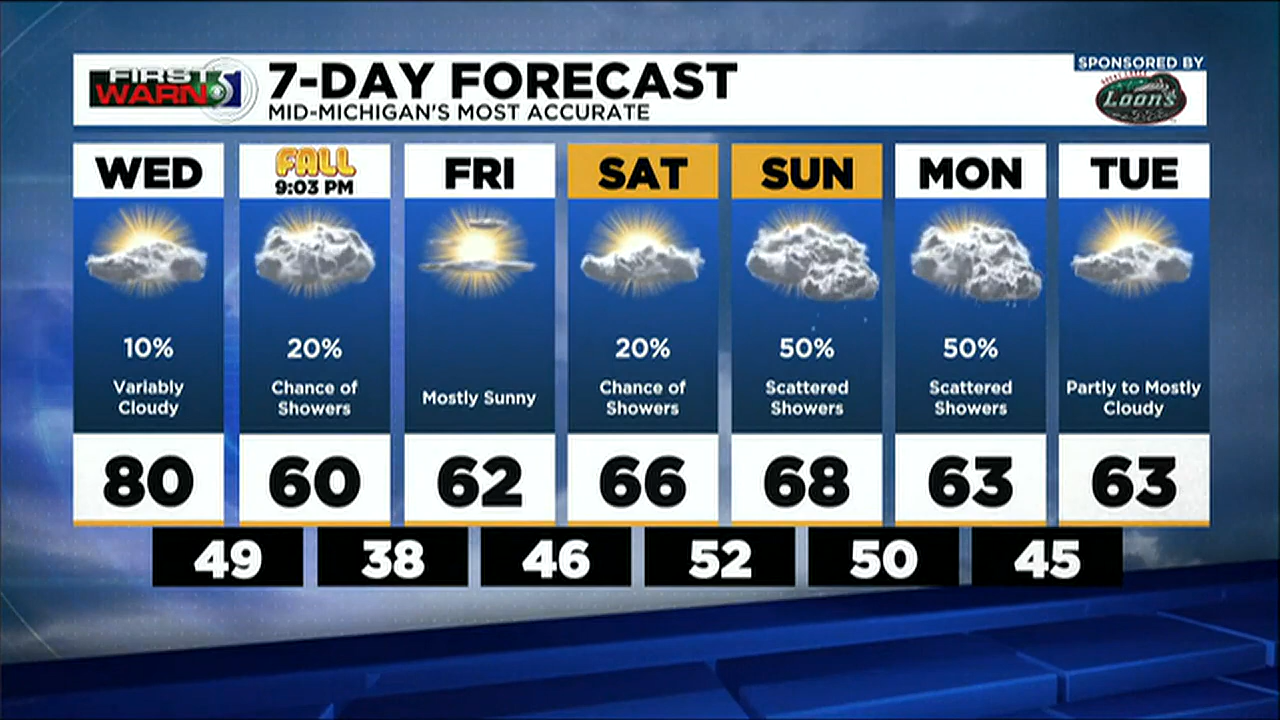 FIRST
WARN 5
7-DAY FORECAST
MID-MICHIGAN'S MOST ACCURATE
SPONSORED BY
Loons
WED
FALL
9:03 PM
FRI
SAT
SUN
MON
TUE
10%
20%
20%
50%
50%
Variably
Cloudy
Chance of
Showers
Mostly Sunny
Chance of
Showers
Scattered
Showers
Scattered
Showers
Partly to Mostly
Cloudy
80
60
62
66
68
63
63
49
38
46
52
50
45